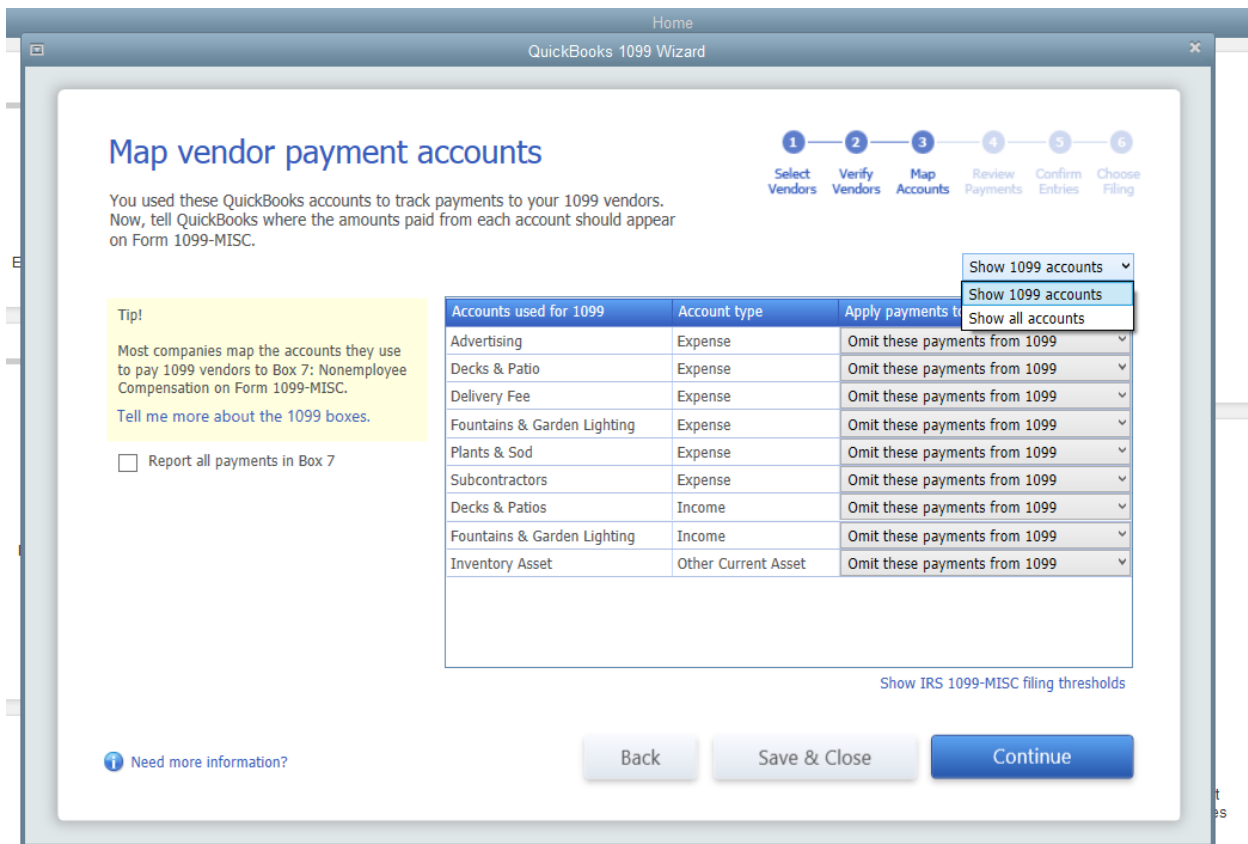 Home
QuickBooks 1099 Wizard
Map vendor payment accounts
You used these QuickBooks accounts to track payments to your 1099 vendors.
Now, tell QuickBooks where the amounts paid from each account should appear
on Form 1099-MISC.
1 2 3 4 5 6
Select Verify Map Review Confirm Choose
Vendors Vendors Accounts Payments Entries Filing
Show 1099 accounts
Show 1099 accounts
Show all accounts
Tip!
Most companies map the accounts they use
to pay 1099 vendors to Box 7: Nonemployee
Compensation on Form 1099-MISC.
Tell me more about the 1099 boxes.
Report all payments in Box 7
Accounts used for 1099 Account type Apply payments
Advertising Expense Omit these payments from 1099
Decks & Patio Expense Omit these payments from 1099
Delivery Fee Expense Omit these payments from 1099
Fountains & Garden Lighting Expense Omit these payments from 1099
Plants & Sod Expense Omit these payments from 1099
Subcontractors Expense Omit these payments from 1099
Decks & Patios Income Omit these payments from 1099
Fountains & Garden Lighting Income Omit these payments from 1099
Inventory Asset Other Current Asset Omit these payments from 1099
Show IRS 1099-MISC filing thresholds
Need more information?
Back
Save & Close
Continue